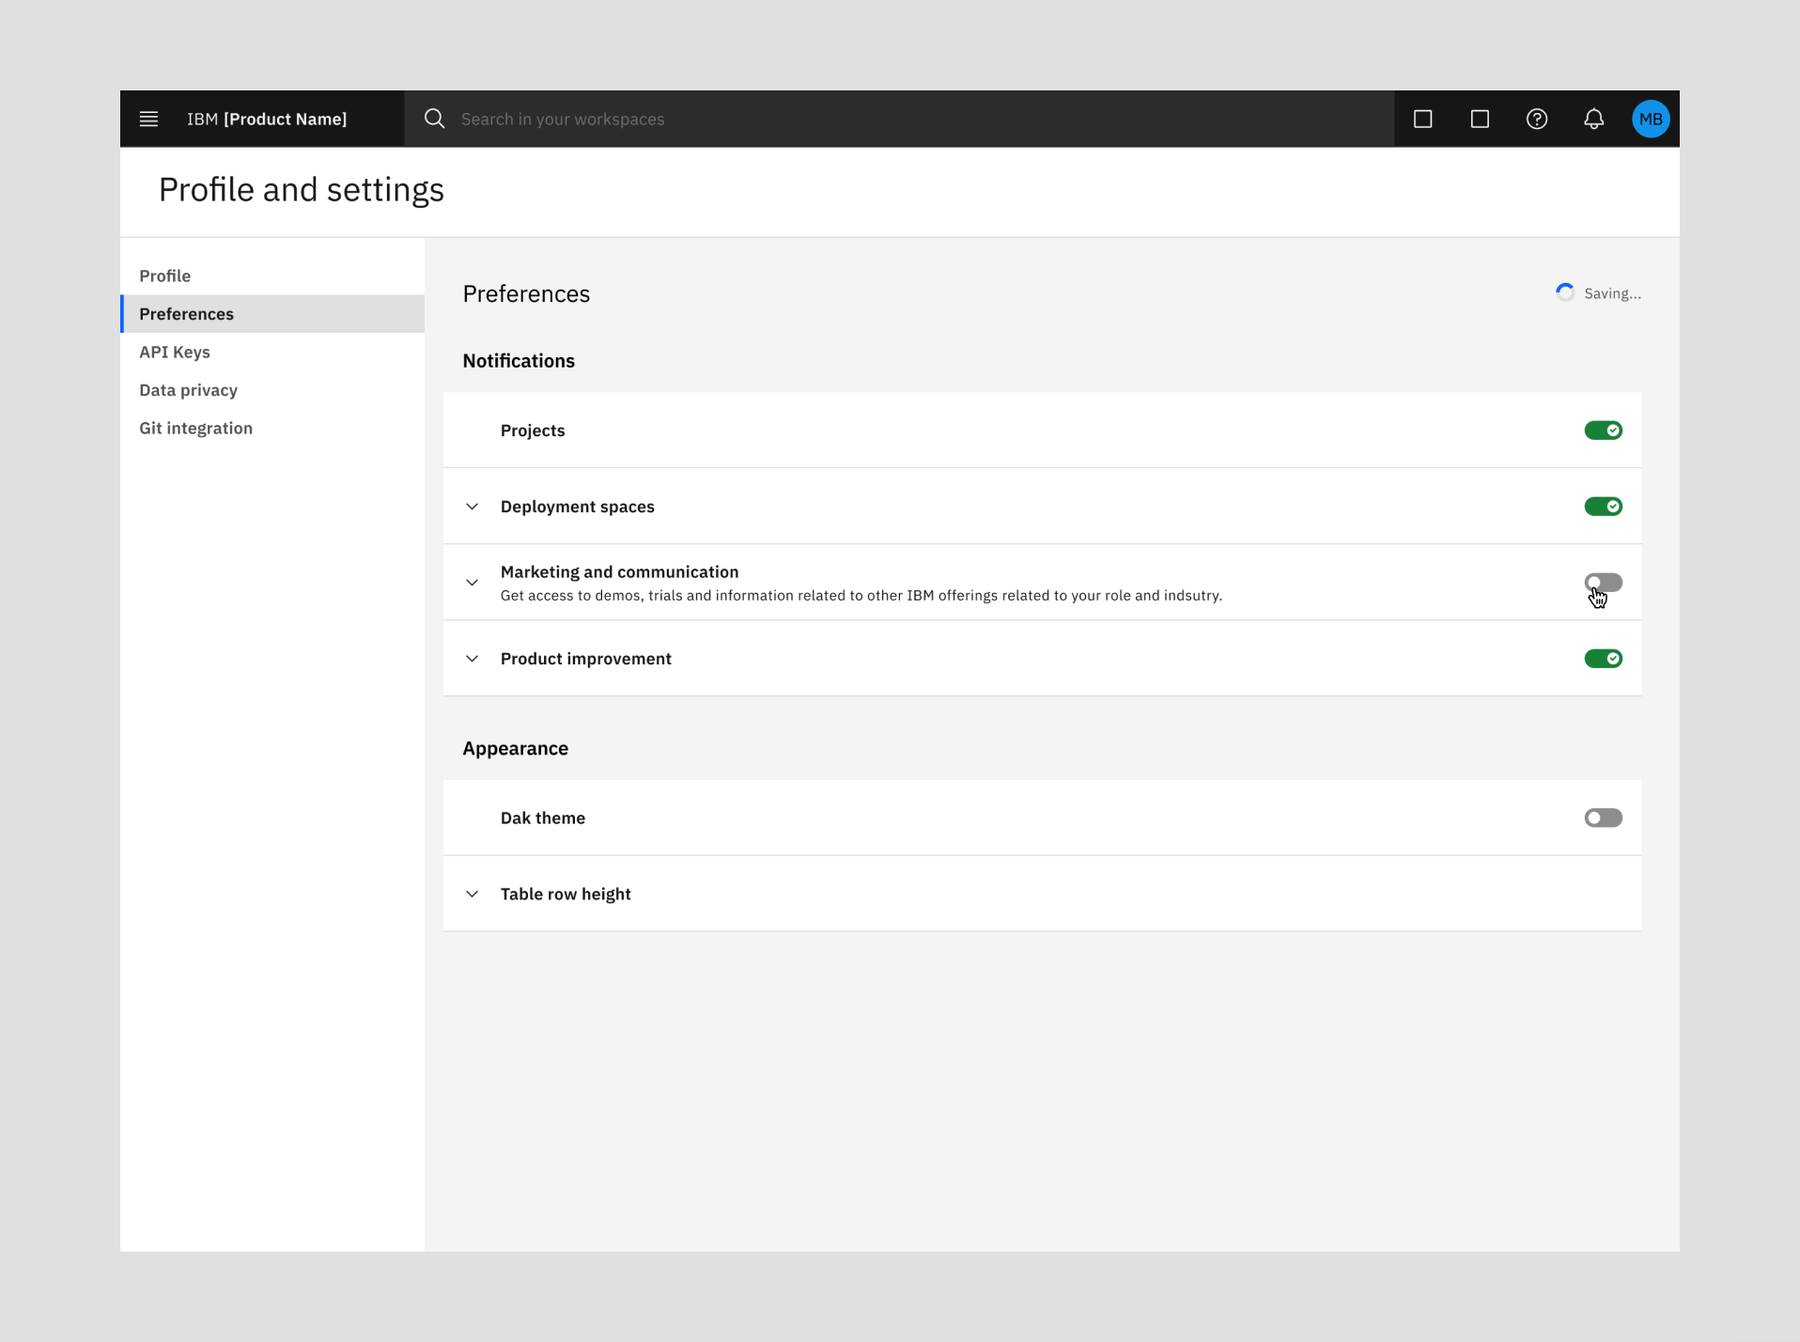 IBM [Product Name]
Search in your workspaces
MB
Profile and settings
Profile
Preferences
API Keys
Data privacy
Git integration
Preferences
Saving...
Notifications
Projects
Deployment spaces
Marketing and communication
Get access to demos, trials and information related to other IBM offerings related to your role and indsutry.
Product improvement
Appearance
Dak theme
Table row height